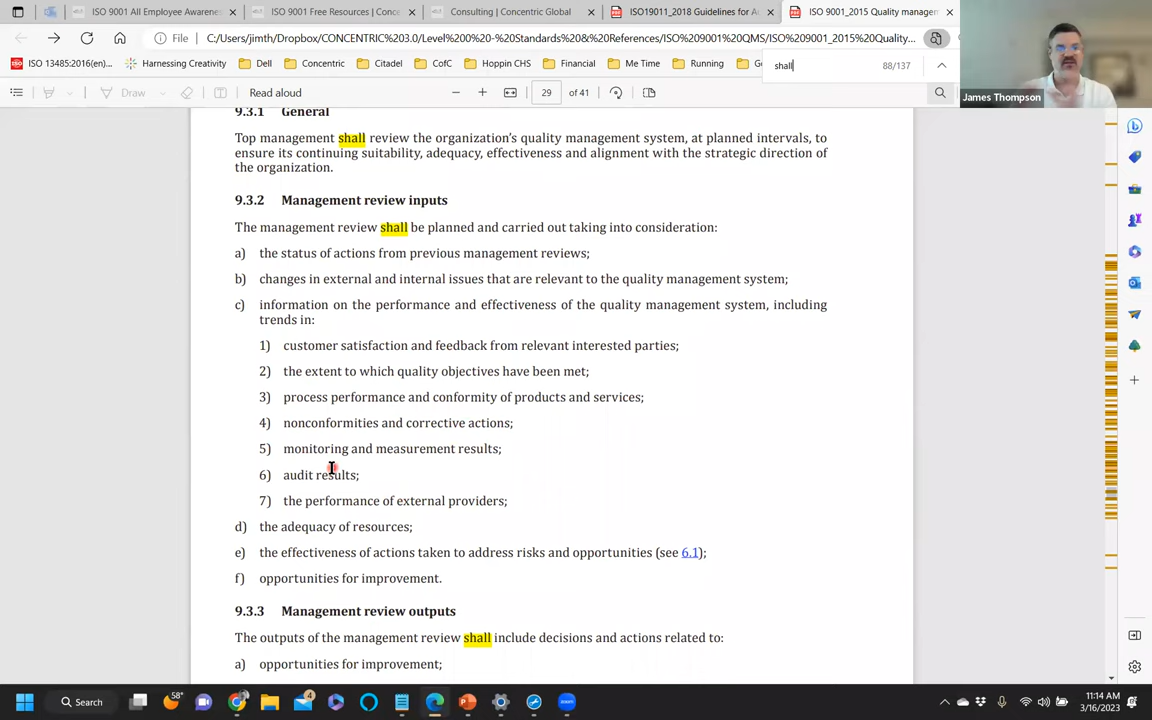 ISO 9001 All Employee Awarenes
ISO 9001 Free Resources | Conce
Consulting | Concentric Global
ISO19011_2018 Guidelines for A
ISO 9001_2015 Quality managem
File
C:/Users/jimth/Dropbox/CONCENTRIC%203.0/Level%200%20-%20Standards%20&%20References/ISO%209001%20QMS/ISO%209001_2015%20Quality...
ISO 13485:2016(en)
Harnessing Creativity
Dell
Concentric
Citadel
CofC
Hoppin CHS
Financial
Me Time
Running
shall
88/137
Draw
Read aloud
29
of 41
James Thompson
9.3.1 General
Top management shall review the organization's quality management system, at planned intervals, to
ensure its continuing suitability, adequacy, effectiveness and alignment with the strategic direction of
the organization.
9.3.2 Management review inputs
The management review shall be planned and carried out taking into consideration:
a) the status of actions from previous management reviews;
b) changes in external and internal issues that are relevant to the quality management system;
c) information on the performance and effectiveness of the quality management system, including
trends in:
1) customer satisfaction and feedback from relevant interested parties;
2) the extent to which quality objectives have been met;
3) process performance and conformity of products and services;
4) nonconformities and corrective actions;
5) monitoring and measurement results;
6) audit results;
7) the performance of external providers;
d) the adequacy of resources;
e) the effectiveness of actions taken to address risks and opportunities (see 6.1);
f) opportunities for improvement.
9.3.3 Management review outputs
The outputs of the management review shall include decisions and actions related to:
a) opportunities for improvement;
Search
58°
4
11:14 AM
3/16/2023